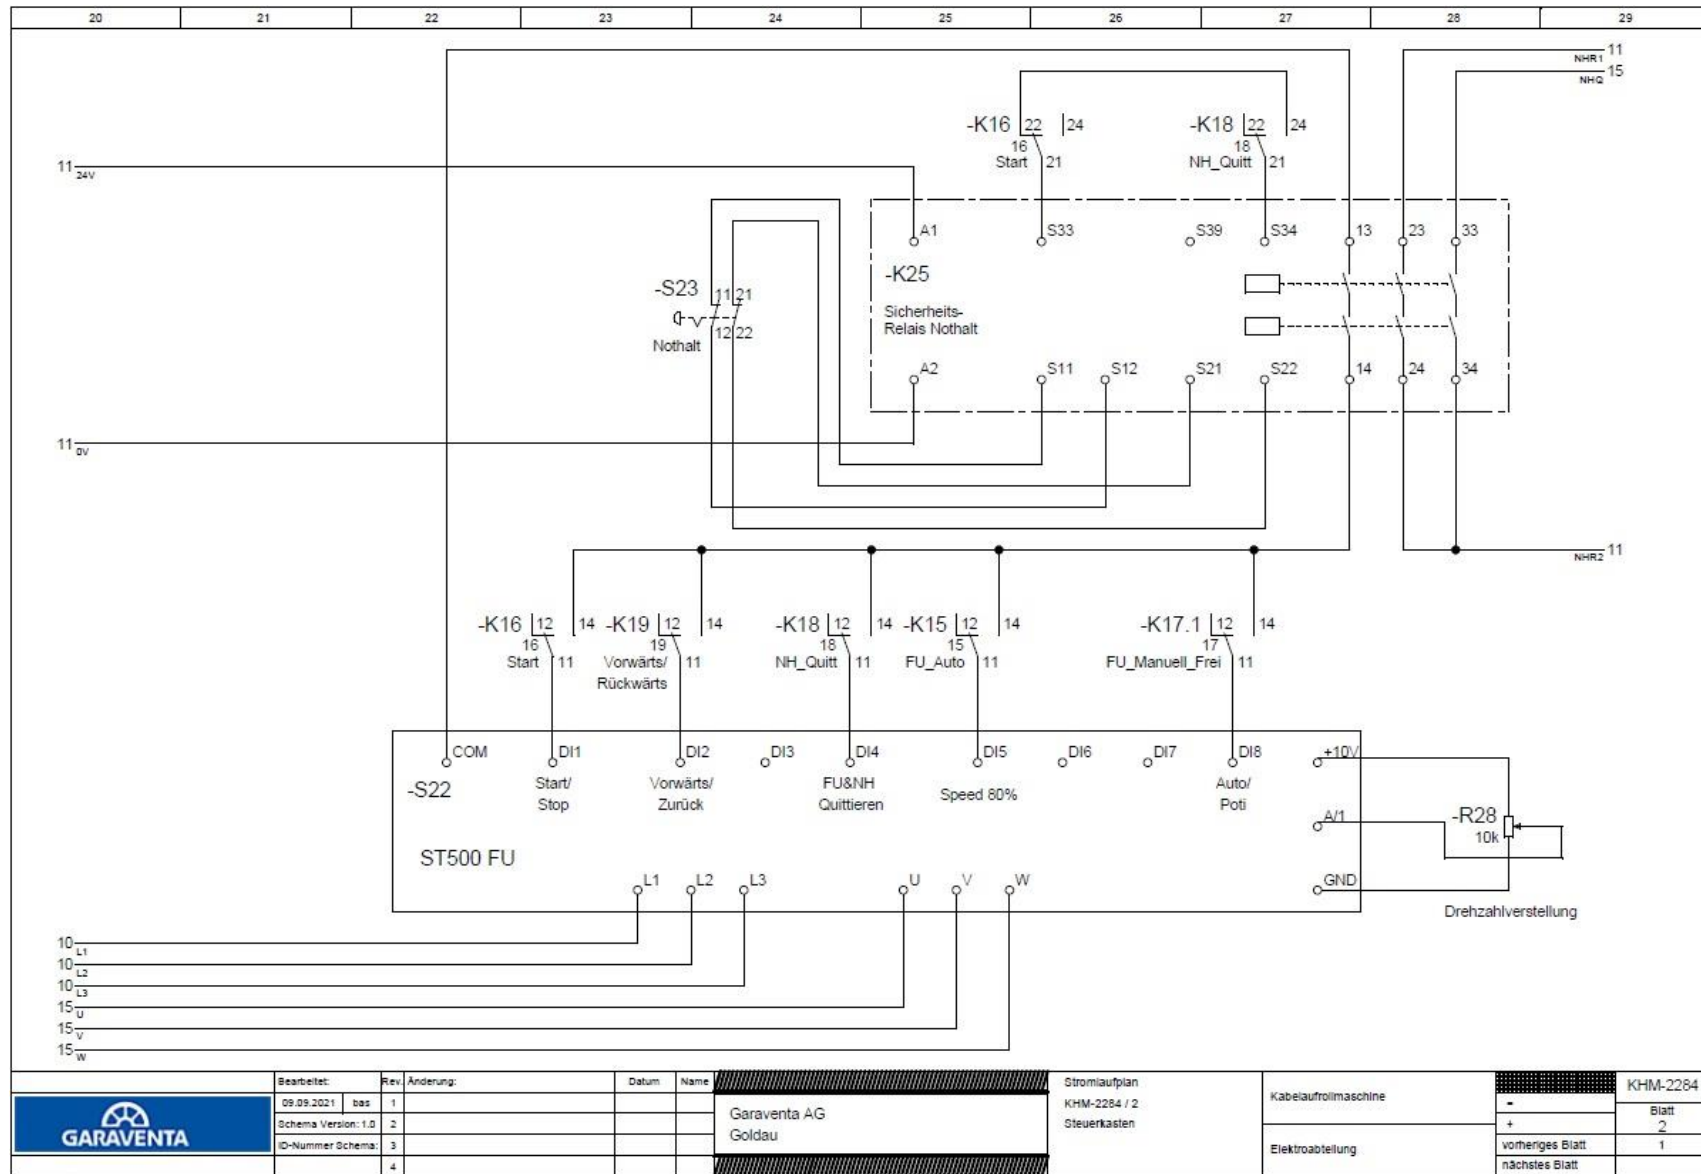 20 21 22 23 24 25 26 27 28 29
NHR1 11
NHQ 15
-K16 22 24
16
Start 21
-K18 22 24
18
NH_Quitt 21
11 24V
A1 S33 S39 S34 13 23 33
-K25
Sicherheits-
Relais Nothalt
-S23 11 21
12 22
Nothalt
A2 S11 S12 S21 S22 14 24 34
11 0V
NHR2 11
-K16 12 14
16
Start 11
-K19 12 14
19
Vorwärts/ 11
Rückwärts
-K18 12 14
18
NH_Quitt 11
-K15 12 14
15
FU_Auto 11
-K17.1 12 14
17
FU_Manuell_Frei 11
COM DI1 DI2 DI3 DI4 DI5 DI6 DI7 DI8 +10V
-S22
Start/
Stop
Vorwärts/
Zurück
FU&NH
Quittieren
Speed 80%
Auto/
Poti
A/1
-R28
10k
ST500 FU
L1 L2 L3 U V W GND
Drehzahlverstellung
10 L1
10 L2
10 L3
15 U
15 V
15 W
GARAVENTA
Bearbeitet: Rev. Änderung: Datum Name
09.09.2021 bas 1
Schema Version: 1.0 2
ID-Nummer Schema: 3
4
Garaventa AG
Goldau
Stromlaufplan
KHM-2284 / 2
Steuerkasten
Kabelaufrollmaschine
Elektroabteilung
KHM-2284
=
+
Blatt
2
vorheriges Blatt 1
nächstes Blatt